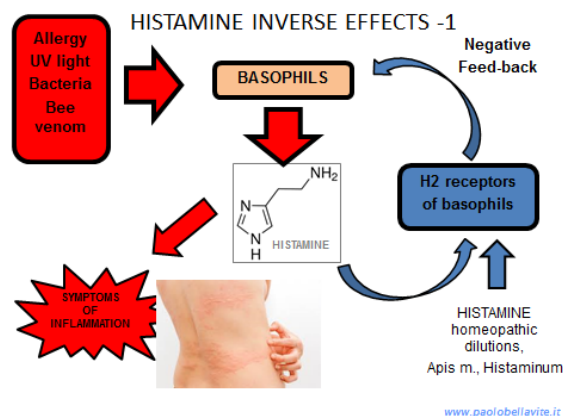 HISTAMINE INVERSE EFFECTS -1
Allergy
UV light
Bacteria
Bee
venom
BASOPHILS
Negative
Feed-back
NH2
N
N
H
HISTAMINE
H2 receptors
of basophils
SYMPTOMS
OF
INFLAMMATION
HISTAMINE
homeopathic
dilutions,
Apis m., Histaminum
www.paolobellavite.it